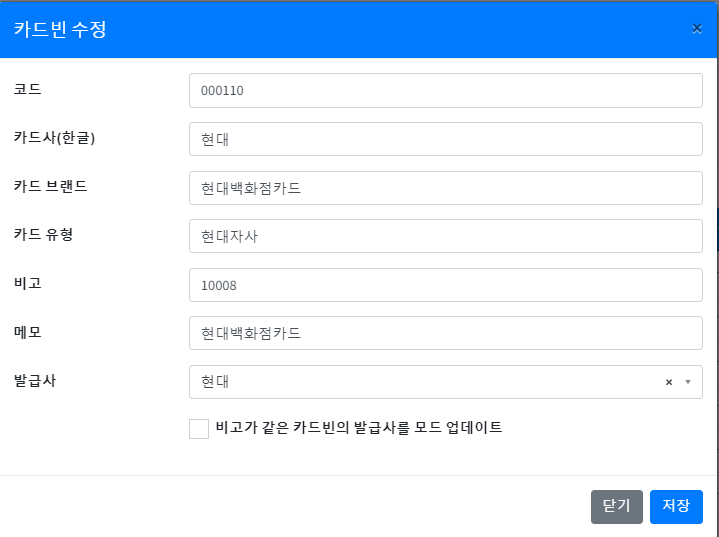 카드빈 수정
×
코드
000110
카드사(한글)
현대
카드 브랜드
현대백화점카드
카드 유형
현대자사
비고
10008
메모
현대백화점카드
발급사
현대
×
비고가 같은 카드빈의 발급사를 모드 업데이트
닫기
저장